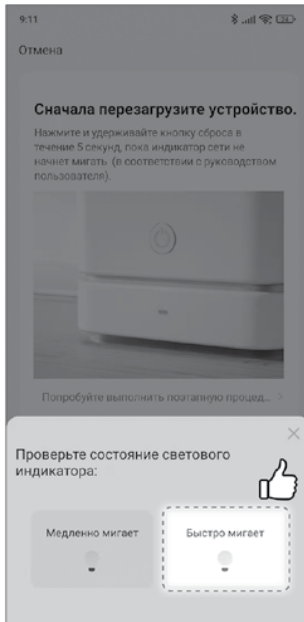 9:11
Отмена
Сначала перезагрузите устройство.
Нажмите и удерживайте кнопку сброса в
течение 5 секунд, пока индикатор сети не
начнет мигать (в соответствии с руководством
пользователя).
Попробуйте выполнить поэтапную процед... >
Проверьте состояние светового
индикатора:
Медленно мигает
Быстро мигает